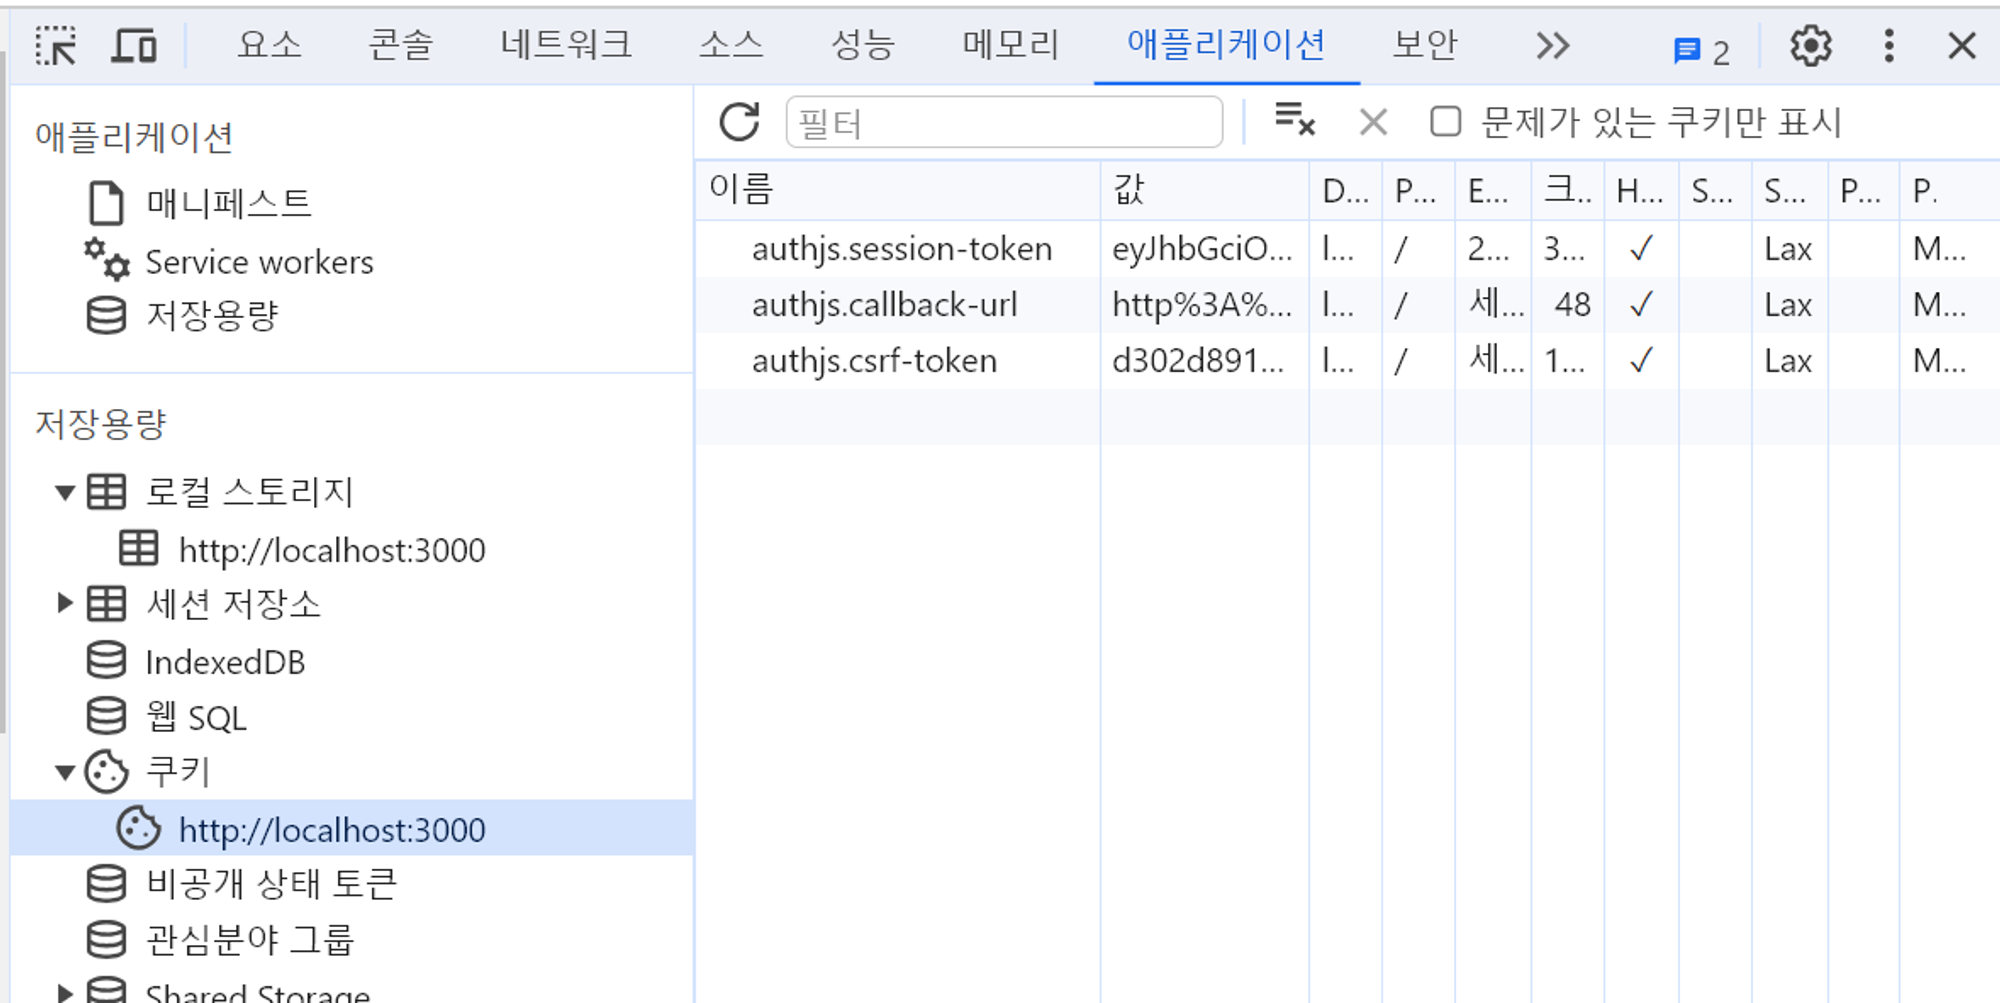 요소 콘솔 네트워크 소스 성능 메모리 애플리케이션 보안 2
애플리케이션
매니페스트
Service workers
저장용량
저장용량
로컬 스토리지
http://localhost:3000
세션 저장소
IndexedDB
웹 SQL
쿠키
http://localhost:3000
비공개 상태 토큰
관심분야 그룹
Shared Storage
필터 문제가 있는 쿠키만 표시
이름 값 D... P... E... 크.. H... S... S... P... P.
authjs.session-token eyJhbGciO... l... / 2... 3... ✓ Lax M...
authjs.callback-url http%3A%... l... / 세... 48 ✓ Lax M...
authjs.csrf-token d302d891... l... / 세... 1... ✓ Lax M...